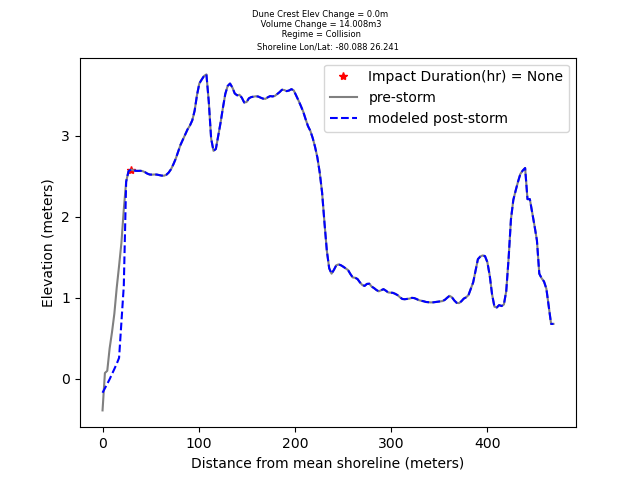 Dune Crest Elev Change = 0.0m
Volume Change = 14.008m3
Regime = Collision
Shoreline Lon/Lat: -80.088 26.241
Impact Duration(hr) = None
pre-storm
modeled post-storm
3
2
1
0
Elevation (meters)
0 100 200 300 400
Distance from mean shoreline (meters)